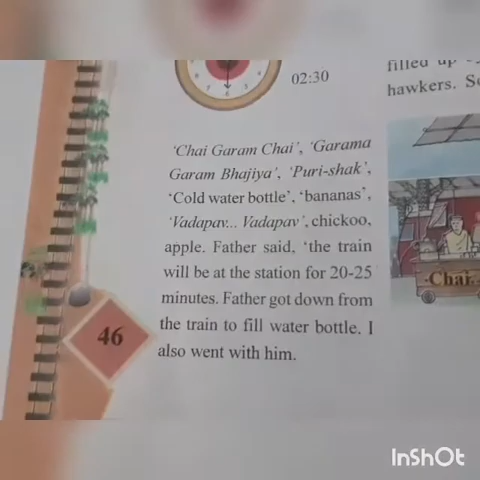 02:30
filled up
hawkers.
'Chai Garam Chai', 'Garama
Garam Bhajiya', 'Puri-shak',
'Cold water bottle', 'bananas',
'Vadapav... Vadapav', chickoo,
apple. Father said, 'the train
will be at the station for 20-25
minutes. Father got down from
the train to fill water bottle. I
also went with him.
46
Chai
InShOt